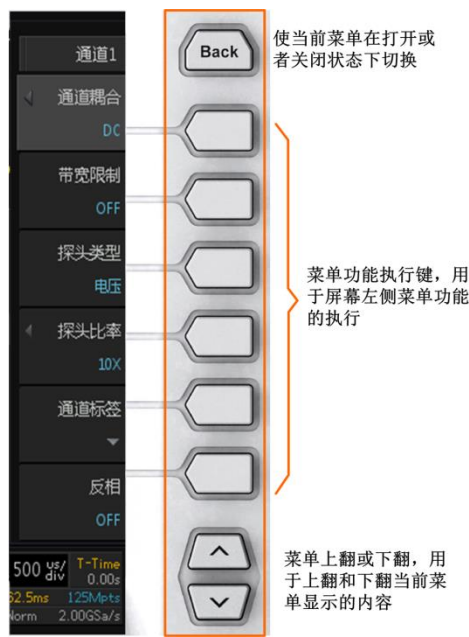 通道1
通道耦合
DC
带宽限制
OFF
探头类型
电压
探头比率
10X
通道标签
反相
OFF
500 us/div
T-Time
0.00s
2.5ms 125Mpts
Norm 2.00GSa/s
Back
使当前菜单在打开或
者关闭状态下切换
菜单功能执行键，用
于屏幕左侧菜单功能
的执行
菜单上翻或下翻，用
于上翻和下翻当前菜
单显示的内容